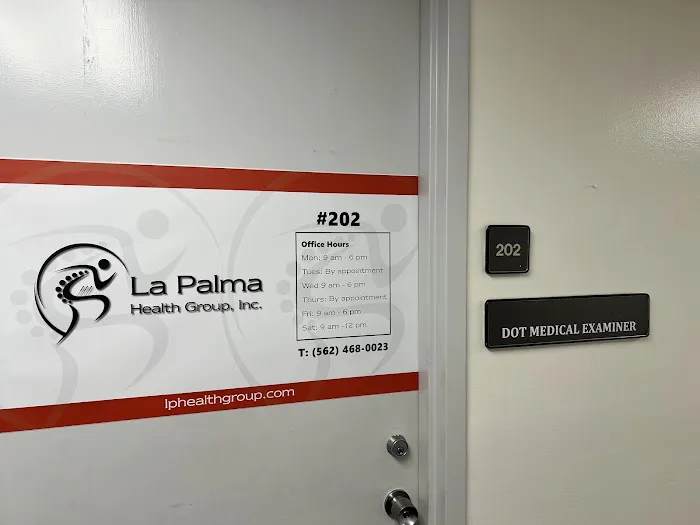 #202
Office Hours
Mon: 9 am - 6 pm
Tues: By appointment
Wed 9 am - 6 pm
Thurs: By appointment
Fri: 9 am - 6 pm
Sat: 9 am -12 pm
T: (562) 468-0023
La Palma
Health Group, Inc.
lphealthgroup.com
202
DOT MEDICAL EXAMINER